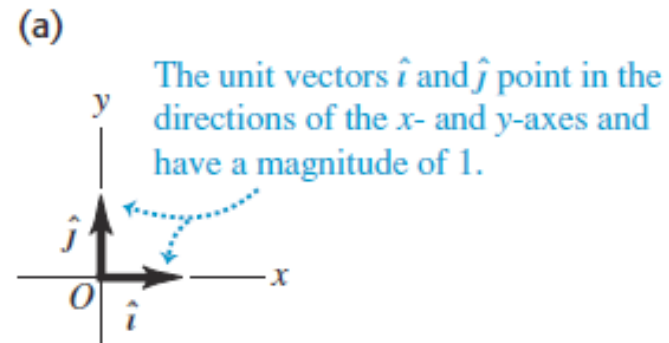 (a)
The unit vectors î and ĵ point in the
directions of the x- and y-axes and
have a magnitude of 1.
y
ĵ
x
O
î